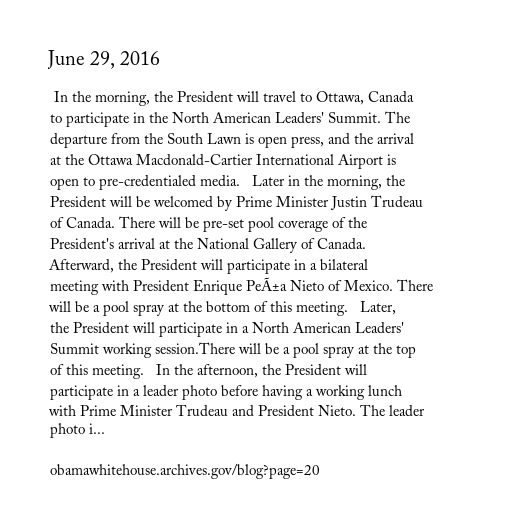 June 29, 2016
In the morning, the President will travel to Ottawa, Canada
to participate in the North American Leaders' Summit. The
departure from the South Lawn is open press, and the arrival
at the Ottawa Macdonald-Cartier International Airport is
open to pre-credentialed media.   Later in the morning, the
President will be welcomed by Prime Minister Justin Trudeau
of Canada. There will be pre-set pool coverage of the
President's arrival at the National Gallery of Canada.
Afterward, the President will participate in a bilateral
meeting with President Enrique PeÃ±a Nieto of Mexico. There
will be a pool spray at the bottom of this meeting.   Later,
the President will participate in a North American Leaders'
Summit working session.There will be a pool spray at the top
of this meeting.   In the afternoon, the President will
participate in a leader photo before having a working lunch
with Prime Minister Trudeau and President Nieto. The leader
photo i...
obamawhitehouse.archives.gov/blog?page=20